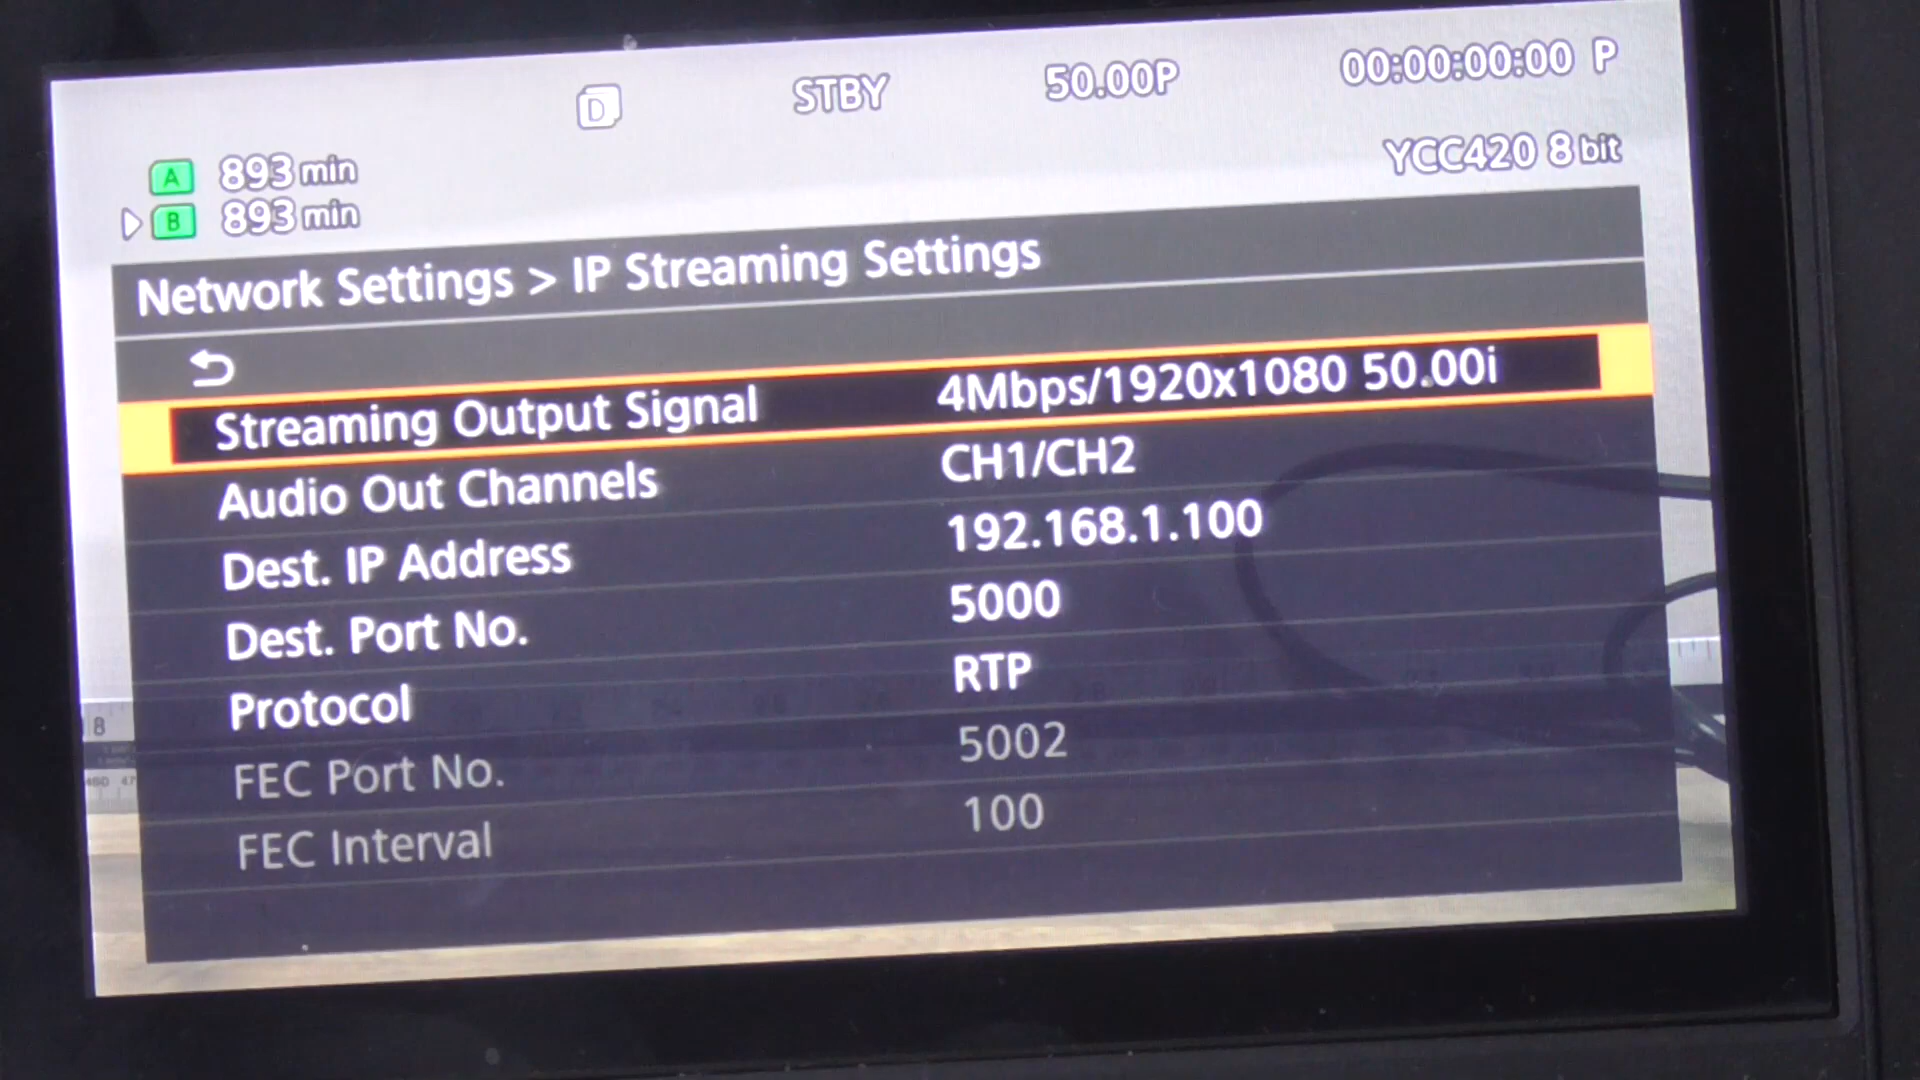 D STBY 50.00P 00:00:00:00 P
A 893 min YCC420 8 bit
B 893 min
Network Settings > IP Streaming Settings
Streaming Output Signal 4Mbps/1920x1080 50.00i
Audio Out Channels CH1/CH2
Dest. IP Address 192.168.1.100
Dest. Port No. 5000
Protocol RTP
FEC Port No. 5002
FEC Interval 100
8